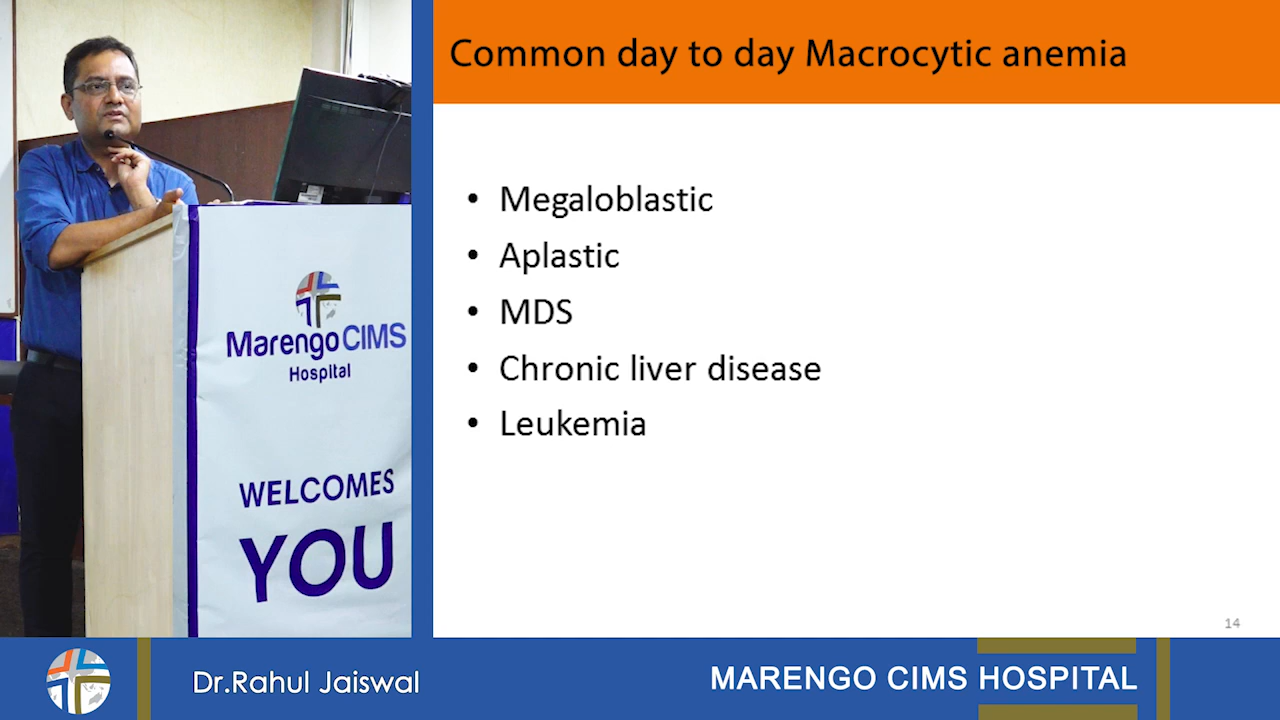 Common day to day Macrocytic anemia
• Megaloblastic
• Aplastic
• MDS
• Chronic liver disease
• Leukemia
14
Marengo CIMS
Hospital
WELCOMES
YOU
Dr.Rahul Jaiswal
MARENGO CIMS HOSPITAL